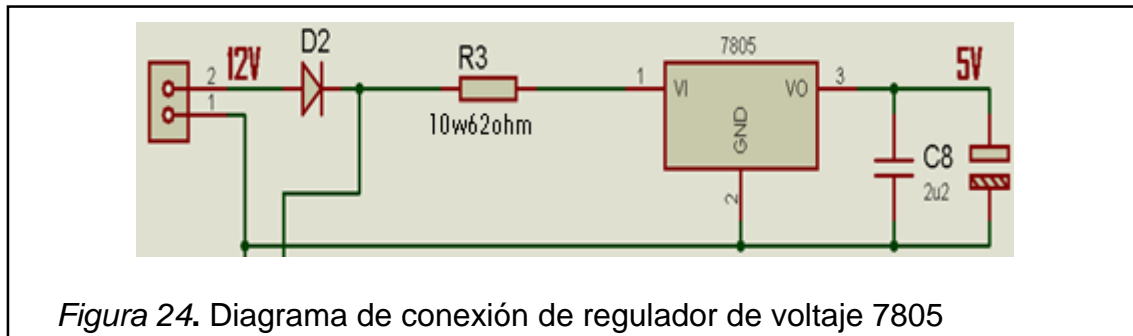 D2
7805
12V
R3
5V
2
1
3
1
VI
VO
10w62ohm
GND
C8
2u2
2
Figura 24. Diagrama de conexión de regulador de voltaje 7805